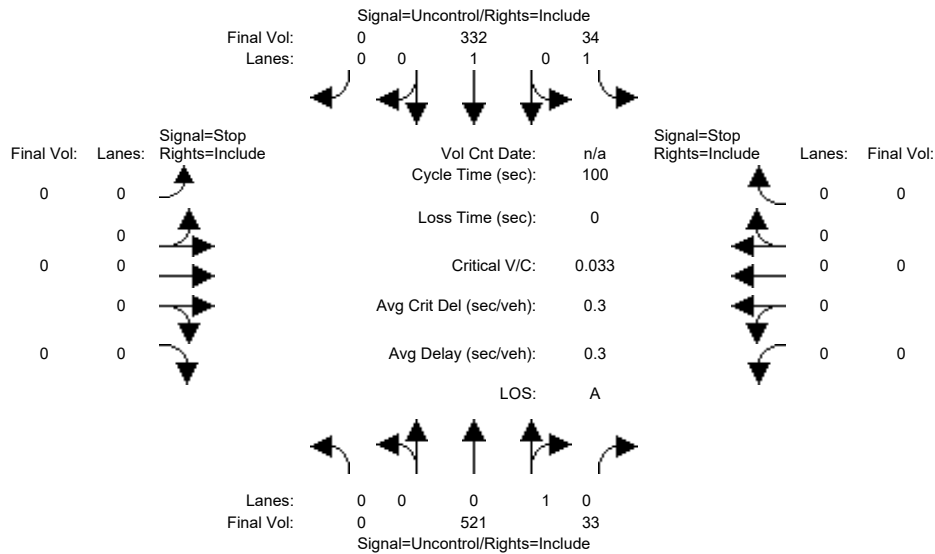 Signal=Uncontrol/Rights=Include
Final Vol: 0 332 34
Lanes: 0 0 1 0 1
Signal=Stop Signal=Stop
Final Vol: Lanes: Rights=Include Vol Cnt Date: n/a Rights=Include Lanes: Final Vol:
Cycle Time (sec): 100
0 0 0 0
Loss Time (sec): 0
0 0
0 0 Critical V/C: 0.033 0 0
0 Avg Crit Del (sec/veh): 0.3 0
0 0 Avg Delay (sec/veh): 0.3 0 0
LOS: A
Lanes: 0 0 0 1 0
Final Vol: 0 521 33
Signal=Uncontrol/Rights=Include